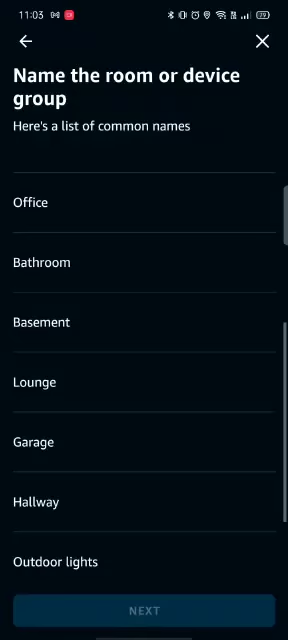 11:03
29
Name the room or device
group
Here's a list of common names
Office
Bathroom
Basement
Lounge
Garage
Hallway
Outdoor lights
NEXT